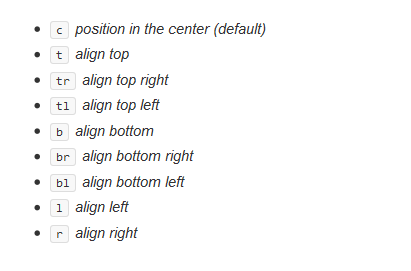 c position in the center (default)
t align top
tr align top right
tl align top left
b align bottom
br align bottom right
bl align bottom left
l align left
r align right